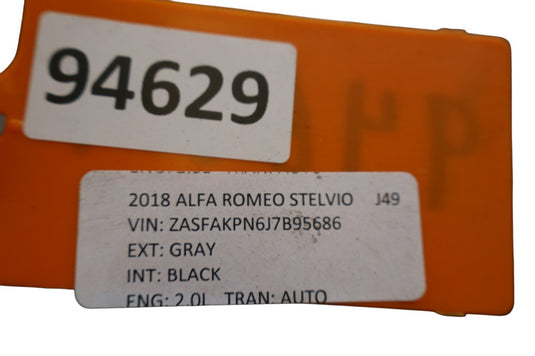 94629
2018 ALFA ROMEO STELVIO J49
VIN: ZASFAKPN6J7B95686
EXT: GRAY
INT: BLACK
ENG: 2.0L TRAN: AUTO